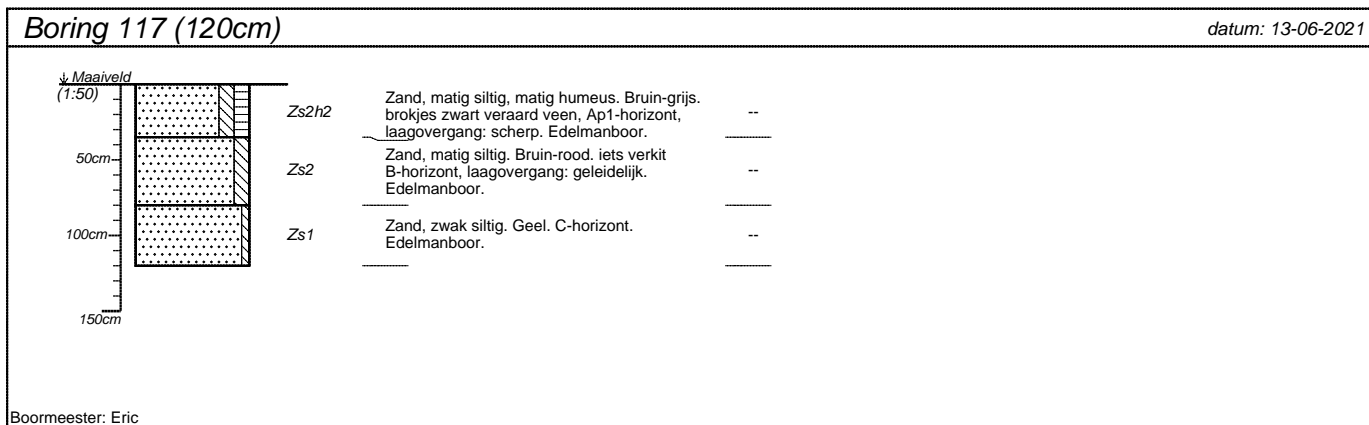 Boring 117 (120cm)
datum: 13-06-2021
Maaiveld
(1:50)
Zs2h2
Zand, matig siltig, matig humeus. Bruin-grijs.
brokjes zwart veraard veen, Ap1-horizont,
laagovergang: scherp. Edelmanboor.
--
50cm
Zs2
Zand, matig siltig. Bruin-rood. iets verkit
B-horizont, laagovergang: geleidelijk.
Edelmanboor.
--
100cm
Zs1
Zand, zwak siltig. Geel. C-horizont.
Edelmanboor.
--
150cm
Boormeester: Eric